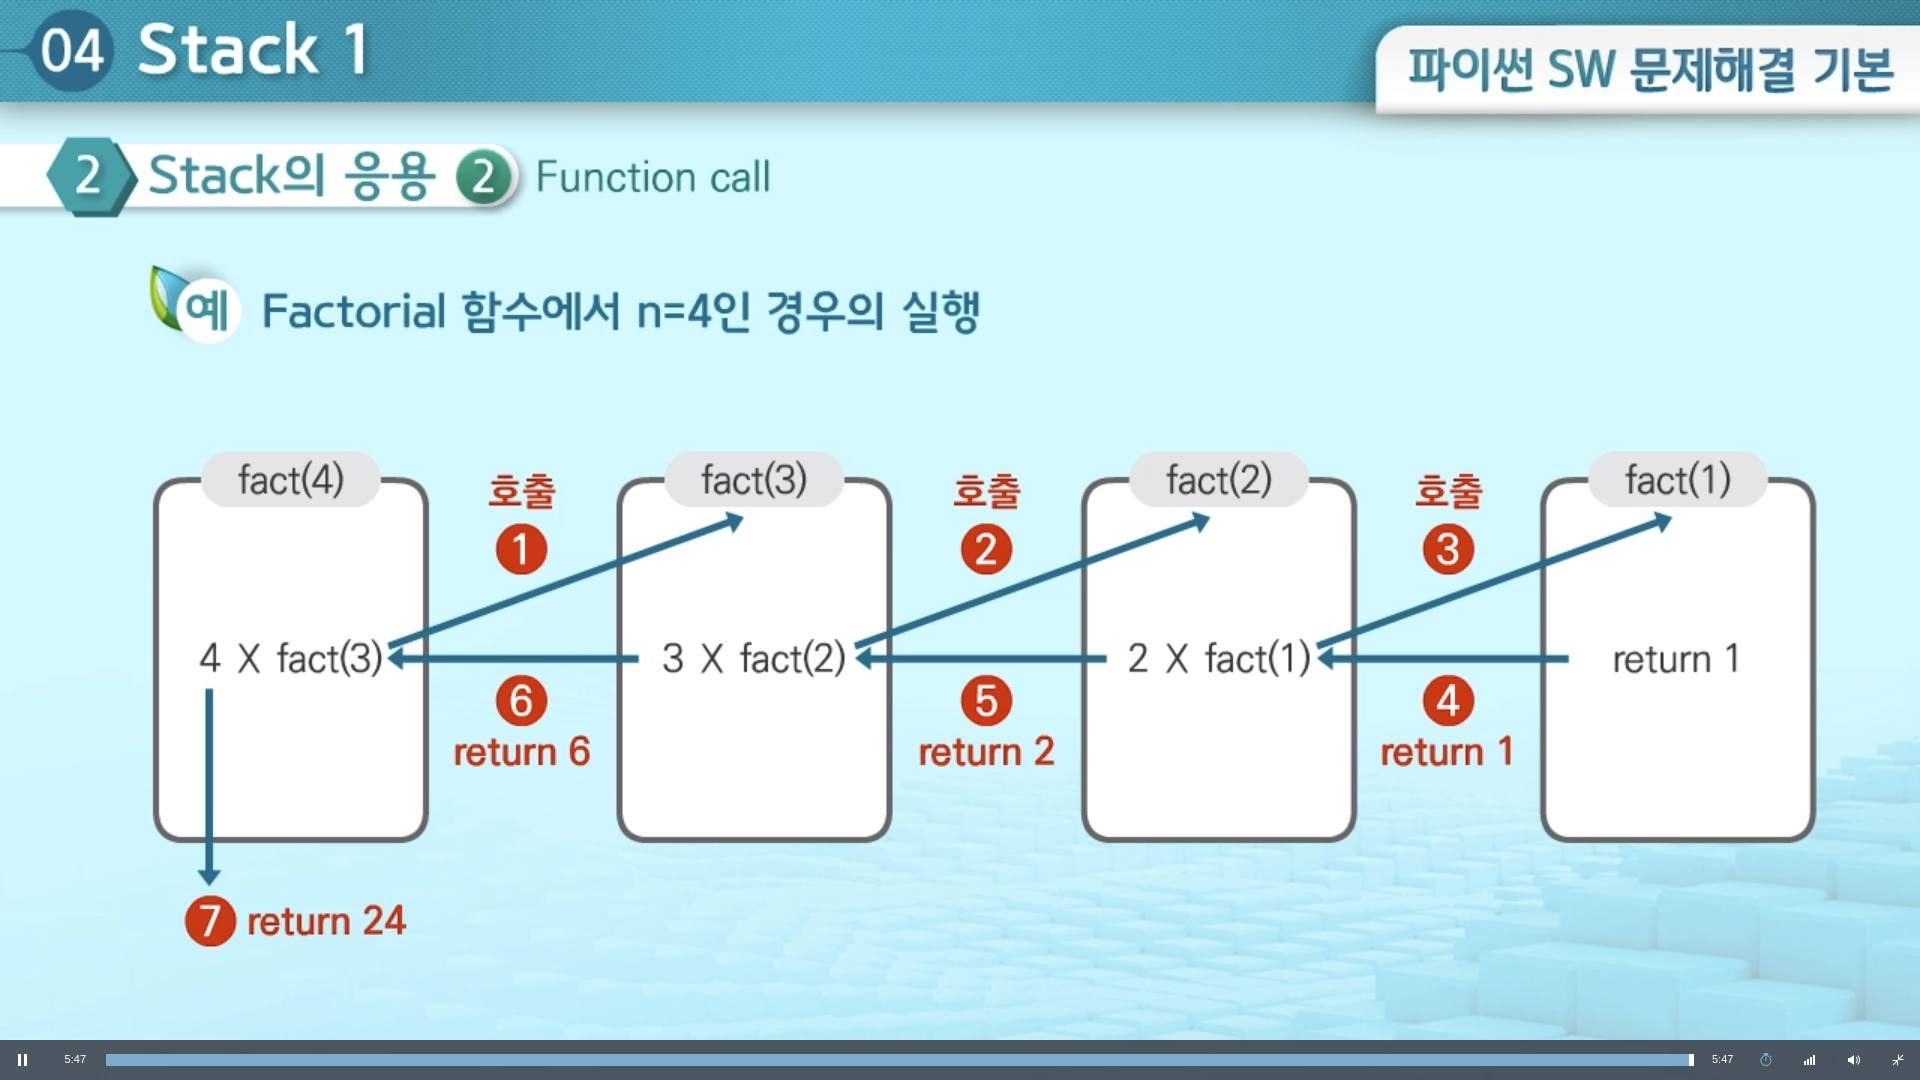 04 Stack 1
파이썬 SW 문제해결 기본
2 Stack의 응용 2 Function call
예 Factorial 함수에서 n=4인 경우의 실행
fact(4)
호출
1
fact(3)
호출
2
fact(2)
호출
3
fact(1)
4 X fact(3)
3 X fact(2)
2 X fact(1)
return 1
6
return 6
5
return 2
4
return 1
7 return 24
5:47
5:47